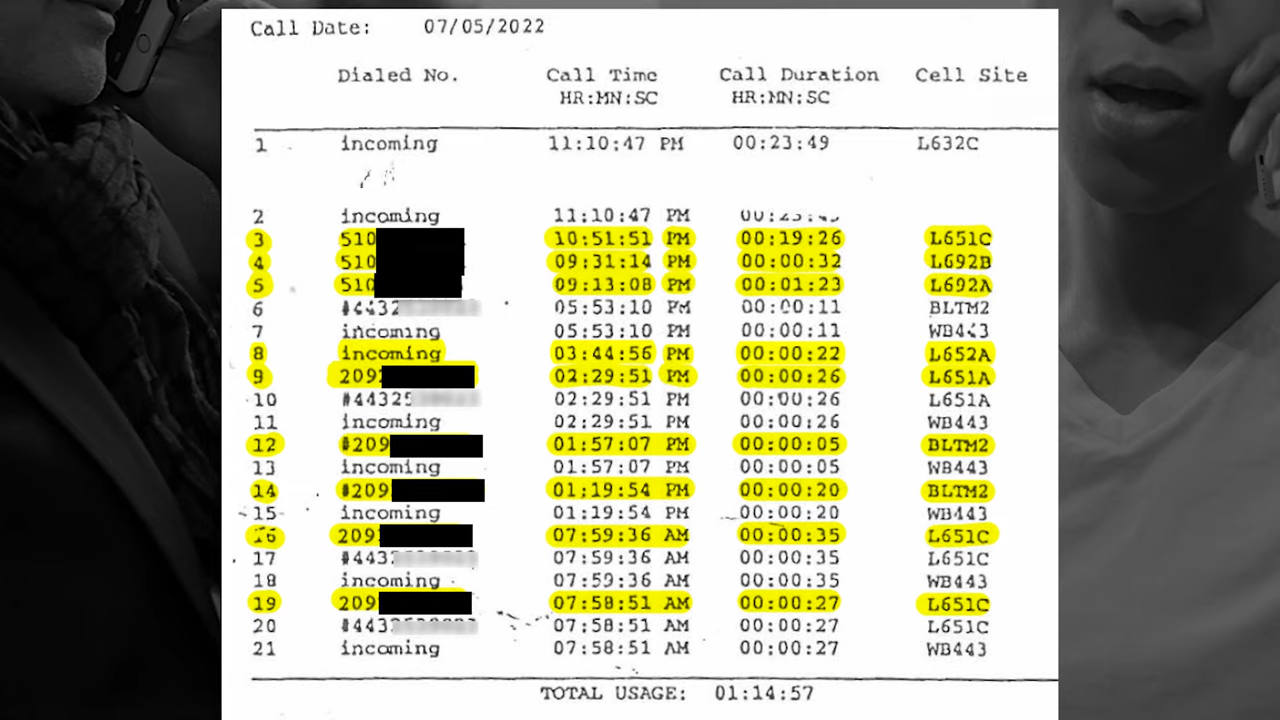 Call Date: 07/05/2022
Dialed No. Call Time Call Duration Cell Site
HR:MN:SC HR:MN:SC
1 incoming 11:10:47 PM 00:23:49 L632C
2 incoming 11:10:47 PM
3 510 10:51:51 PM 00:19:26 L651C
4 510 09:31:14 PM 00:00:32 L692B
5 510 09:13:08 PM 00:01:23 L692A
6 #4432 05:53:10 PM 00:00:11 BLTM2
7 incoming 05:53:10 PM 00:00:11 WB443
8 incoming 03:44:56 PM 00:00:22 L652A
9 209 02:29:51 PM 00:00:26 L651A
10 #4432 02:29:51 PM 00:00:26 L651A
11 incoming 02:29:51 PM 00:00:26 WB443
12 #209 01:57:07 PM 00:00:05 BLTM2
13 incoming 01:57:07 PM 00:00:05 WB443
14 #209 01:19:54 PM 00:00:20 BLTM2
15 incoming 01:19:54 PM 00:00:20 WB443
16 209 07:59:36 AM 00:00:35 L651C
17 #443 07:59:36 AM 00:00:35 L651C
18 incoming 07:59:36 AM 00:00:35 WB443
19 209 07:58:51 AM 00:00:27 L651C
20 #443 07:58:51 AM 00:00:27 L651C
21 incoming 07:58:51 AM 00:00:27 WB443
TOTAL USAGE: 01:14:57